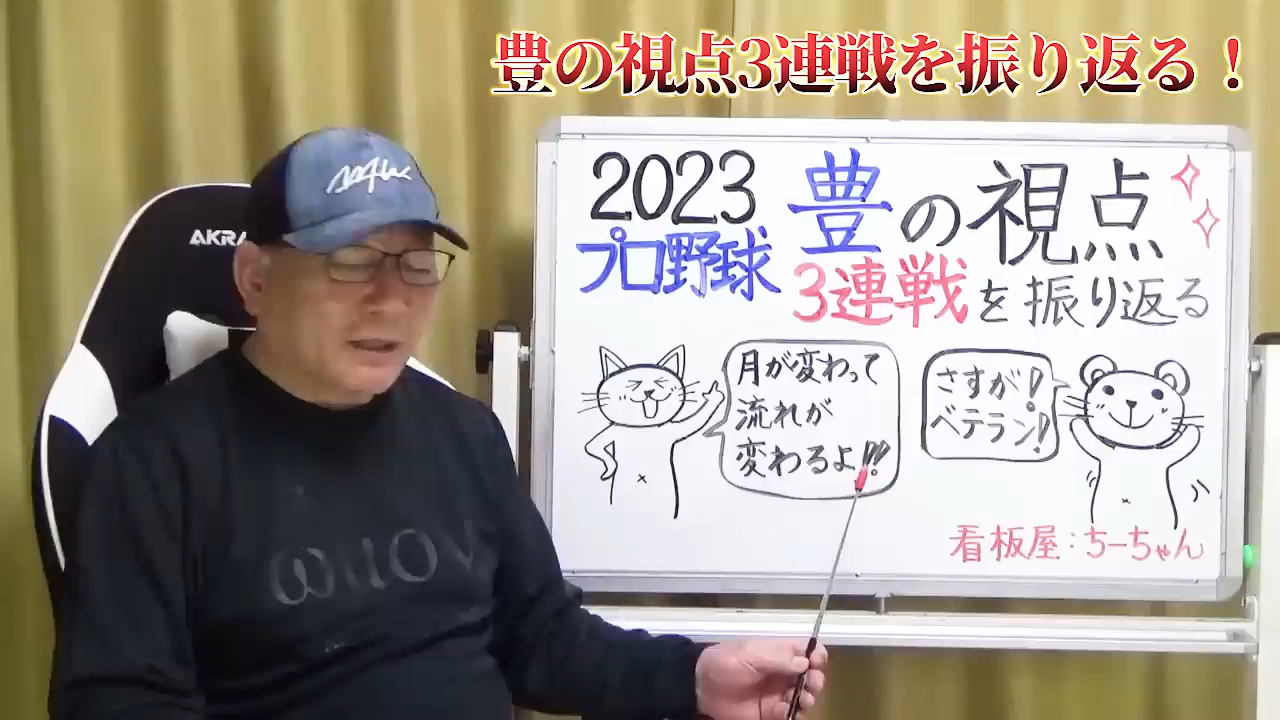 豊の視点3連戦を振り返る！
2023 豊の視点
プロ野球 3連戦を振り返る
月が変わって
流れが
変わるよ!!
さすが!
ベテラン!
看板屋：ちーちゃん